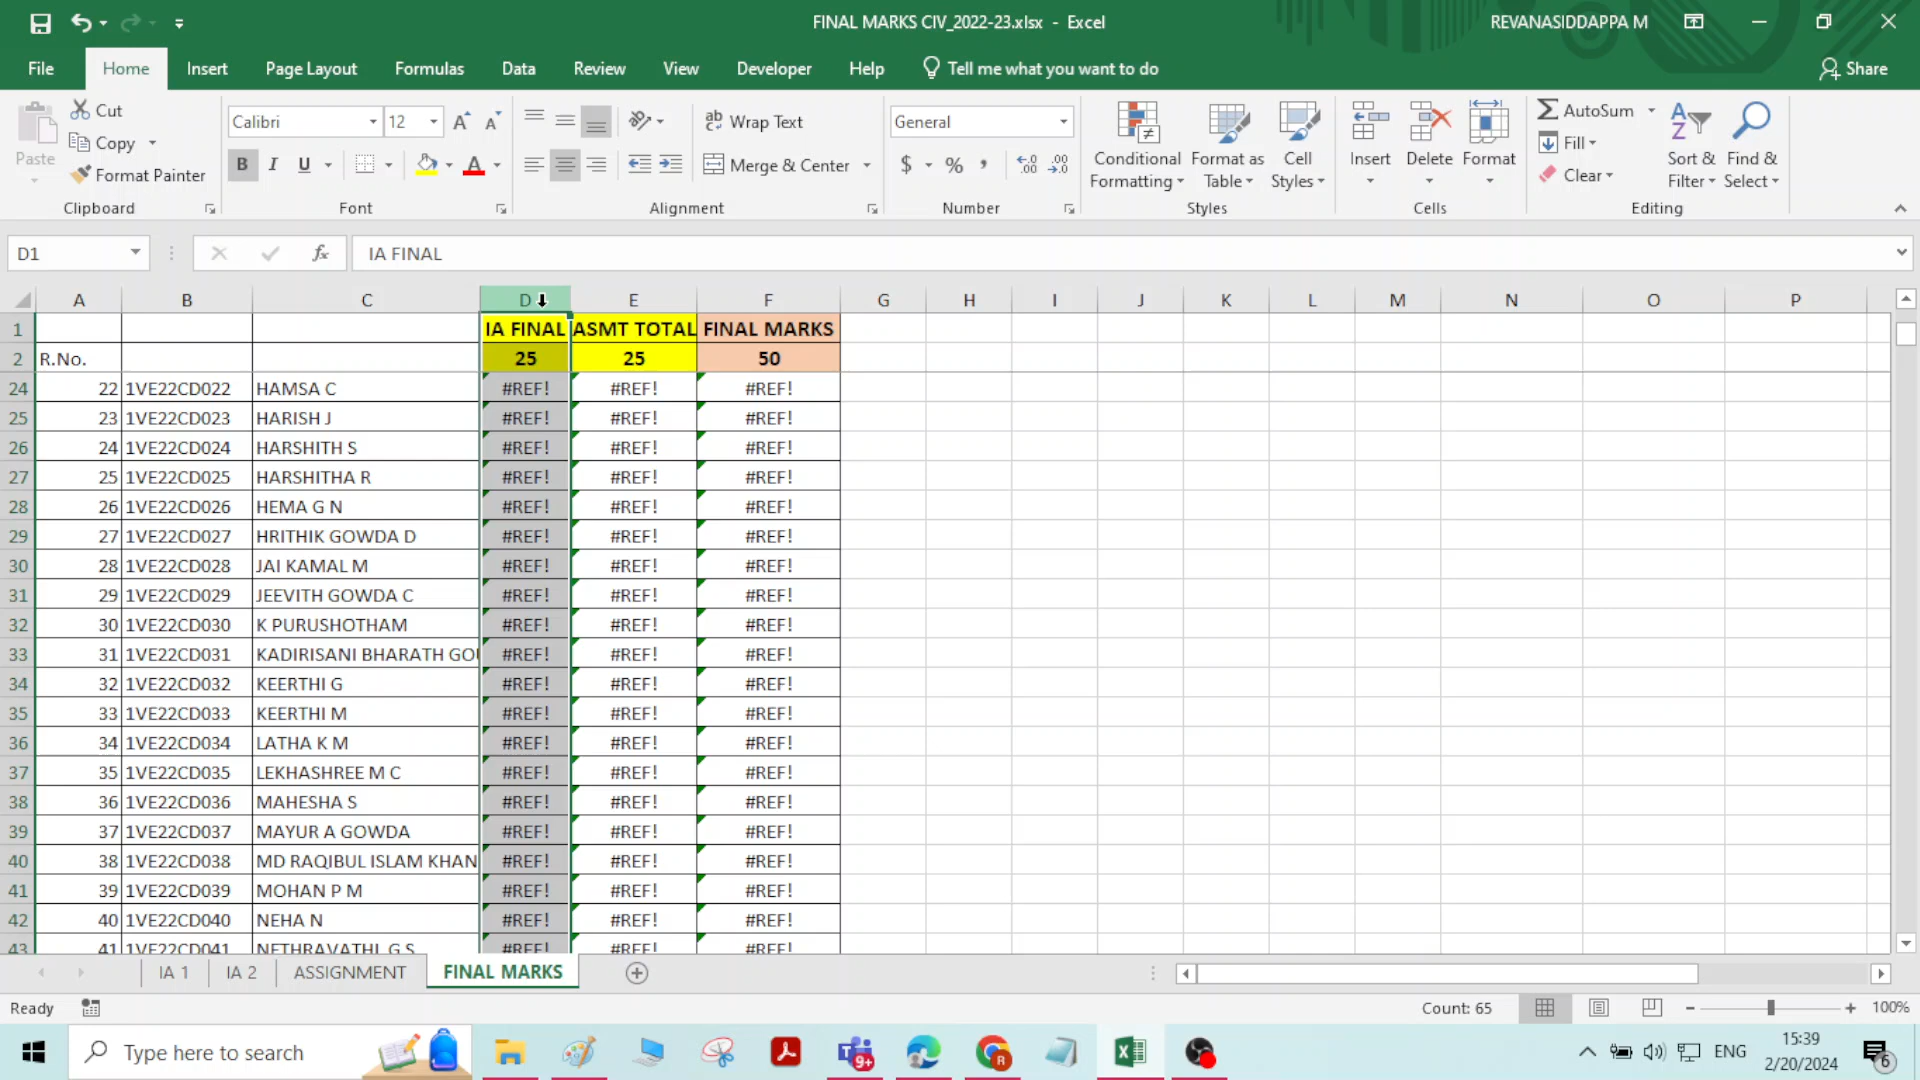 FINAL MARKS CIV_2022-23.xlsx - Excel
REVANASIDDAPPA M
File Home Insert Page Layout Formulas Data Review View Developer Help Tell me what you want to do Share
Paste
Cut
Copy
Format Painter
Clipboard
Calibri 12
B I U
Font
Wrap Text
Merge & Center
Alignment
General
$ % ,
Number
Conditional Formatting
Format as Table
Cell Styles
Styles
Insert
Delete
Format
Cells
AutoSum
Fill
Clear
Sort & Filter
Find & Select
Editing
D1 fx IA FINAL
A B C D E F G H I J K L M N O P
1 IA FINAL ASMT TOTAL FINAL MARKS
2 R.No. 25 25 50
24 22 1VE22CD022 HAMSA C #REF! #REF! #REF!
25 23 1VE22CD023 HARISH J #REF! #REF! #REF!
26 24 1VE22CD024 HARSHITH S #REF! #REF! #REF!
27 25 1VE22CD025 HARSHITHA R #REF! #REF! #REF!
28 26 1VE22CD026 HEMA G N #REF! #REF! #REF!
29 27 1VE22CD027 HRITHIK GOWDA D #REF! #REF! #REF!
30 28 1VE22CD028 JAI KAMAL M #REF! #REF! #REF!
31 29 1VE22CD029 JEEVITH GOWDA C #REF! #REF! #REF!
32 30 1VE22CD030 K PURUSHOTHAM #REF! #REF! #REF!
33 31 1VE22CD031 KADIRISANI BHARATH GOU #REF! #REF! #REF!
34 32 1VE22CD032 KEERTHI G #REF! #REF! #REF!
35 33 1VE22CD033 KEERTHI M #REF! #REF! #REF!
36 34 1VE22CD034 LATHA K M #REF! #REF! #REF!
37 35 1VE22CD035 LEKHASHREE M C #REF! #REF! #REF!
38 36 1VE22CD036 MAHESHA S #REF! #REF! #REF!
39 37 1VE22CD037 MAYUR A GOWDA #REF! #REF! #REF!
40 38 1VE22CD038 MD RAQIBUL ISLAM KHAN #REF! #REF! #REF!
41 39 1VE22CD039 MOHAN P M #REF! #REF! #REF!
42 40 1VE22CD040 NEHA N #REF! #REF! #REF!
43 41 1VE22CD041 NETHRAVATHI G S #REF! #REF! #REF!
IA 1 IA 2 ASSIGNMENT FINAL MARKS
Ready Count: 65 100%
Type here to search
9+
R
ENG
15:39
2/20/2024
6